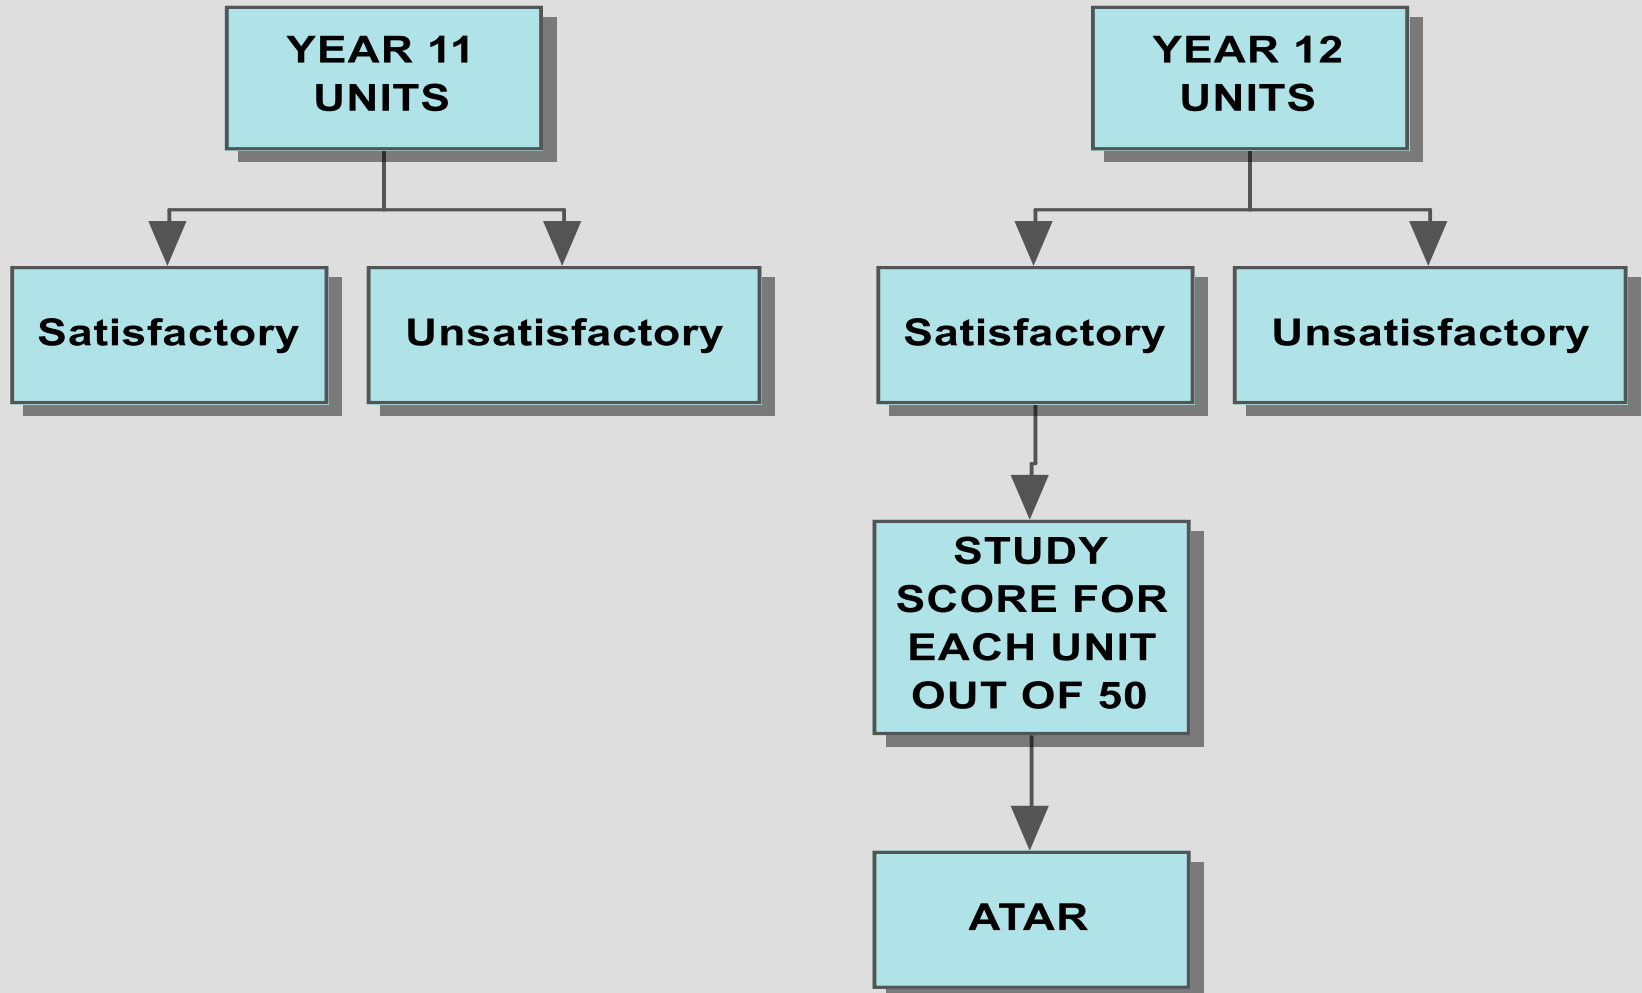 YEAR 11
UNITS
YEAR 12
UNITS
Satisfactory
Unsatisfactory
Satisfactory
Unsatisfactory
STUDY
SCORE FOR
EACH UNIT
OUT OF 50
ATAR